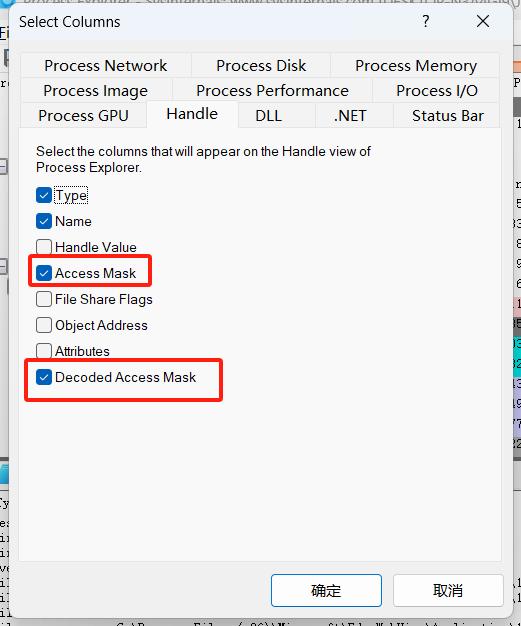 Select Columns
?
Process Network
Process Disk
Process Memory
Process Image
Process Performance
Process I/O
Process GPU
Handle
DLL
.NET
Status Bar
Select the columns that will appear on the Handle view of
Process Explorer.
Type
Name
Handle Value
Access Mask
File Share Flags
Object Address
Attributes
Decoded Access Mask
确定
取消